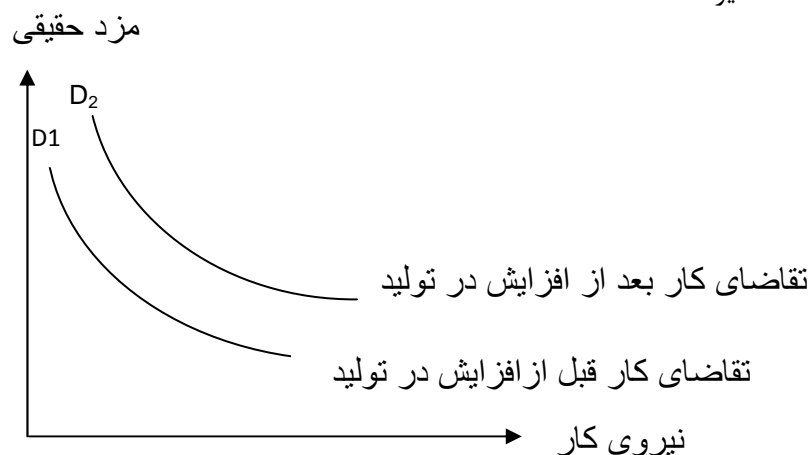 مزد حقیقی
D₂
D1
تقاضای کار بعد از افزایش در تولید
تقاضای کار قبل ازافزایش در تولید
نیروی کار